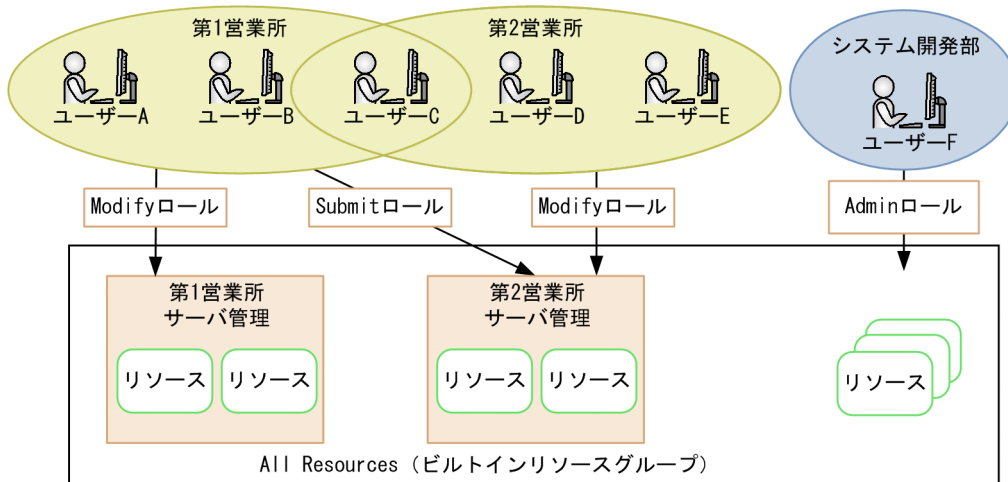 第1営業所
第2営業所
システム開発部
ユーザーA
ユーザーB
ユーザーC
ユーザーD
ユーザーE
ユーザーF
Modifyロール
Submitロール
Modifyロール
Adminロール
第1営業所
サーバ管理
第2営業所
サーバ管理
リソース
リソース
リソース
リソース
リソース
All Resources（ビルトインリソースグループ）